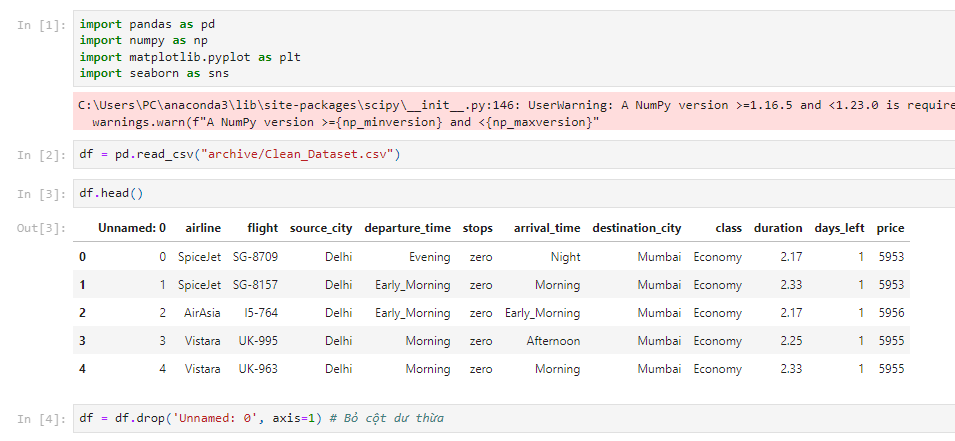 In [1]: import pandas as pd
import numpy as np
import matplotlib.pyplot as plt
import seaborn as sns
C:\Users\PC\anaconda3\lib\site-packages\scipy\__init__.py:146: UserWarning: A NumPy version >=1.16.5 and <1.23.0 is require
warnings.warn(f"A NumPy version >={np_minversion} and <{np_maxversion}"
In [2]: df = pd.read_csv("archive/Clean_Dataset.csv")
In [3]: df.head()
Out[3]: Unnamed: 0 airline flight source_city departure_time stops arrival_time destination_city class duration days_left price
0 0 SpiceJet SG-8709 Delhi Evening zero Night Mumbai Economy 2.17 1 5953
1 1 SpiceJet SG-8157 Delhi Early_Morning zero Morning Mumbai Economy 2.33 1 5953
2 2 AirAsia I5-764 Delhi Early_Morning zero Early_Morning Mumbai Economy 2.17 1 5956
3 3 Vistara UK-995 Delhi Morning zero Afternoon Mumbai Economy 2.25 1 5955
4 4 Vistara UK-963 Delhi Morning zero Morning Mumbai Economy 2.33 1 5955
In [4]: df = df.drop('Unnamed: 0', axis=1) # Bỏ cột dư thừa